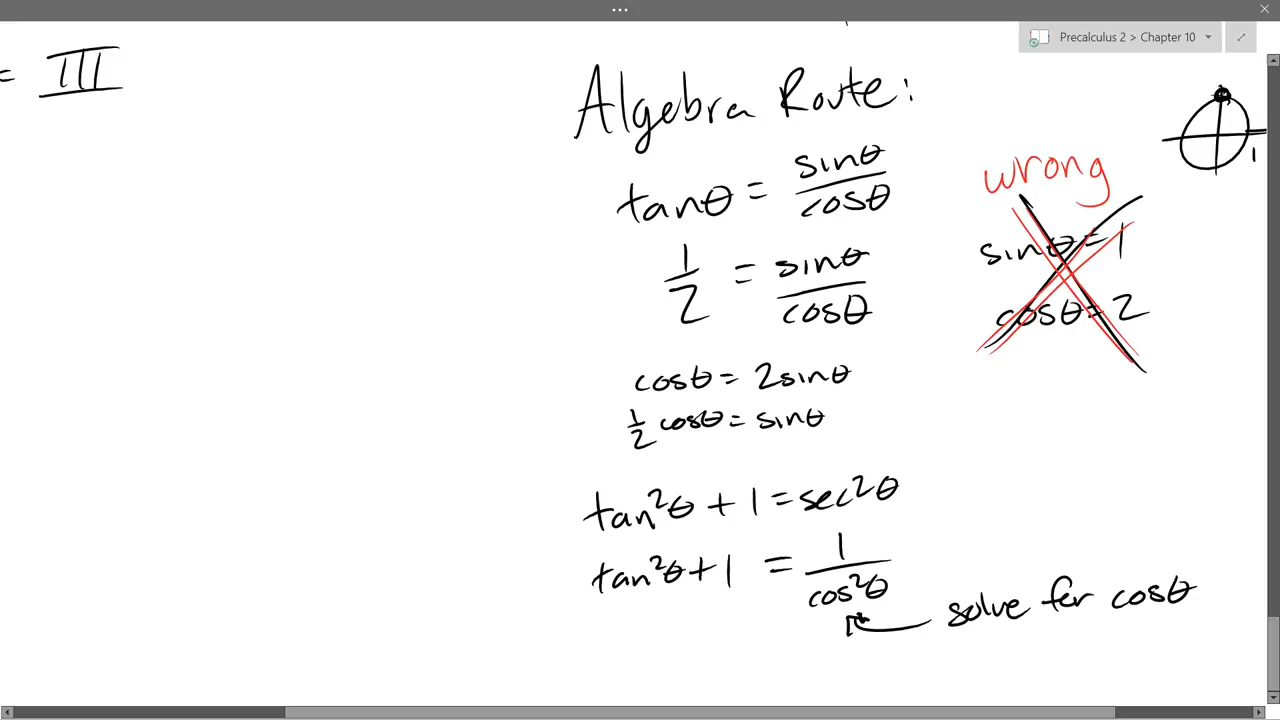 Precalculus 2 > Chapter 10
= III
Algebra Route:
tanθ = sinθ/cosθ
1/2 = sinθ/cosθ
cosθ = 2sinθ
1/2 cosθ = sinθ
tan²θ + 1 = sec²θ
tan²θ + 1 = 1/cos²θ
solve for cosθ
wrong
sinθ = 1
cosθ = 2
1